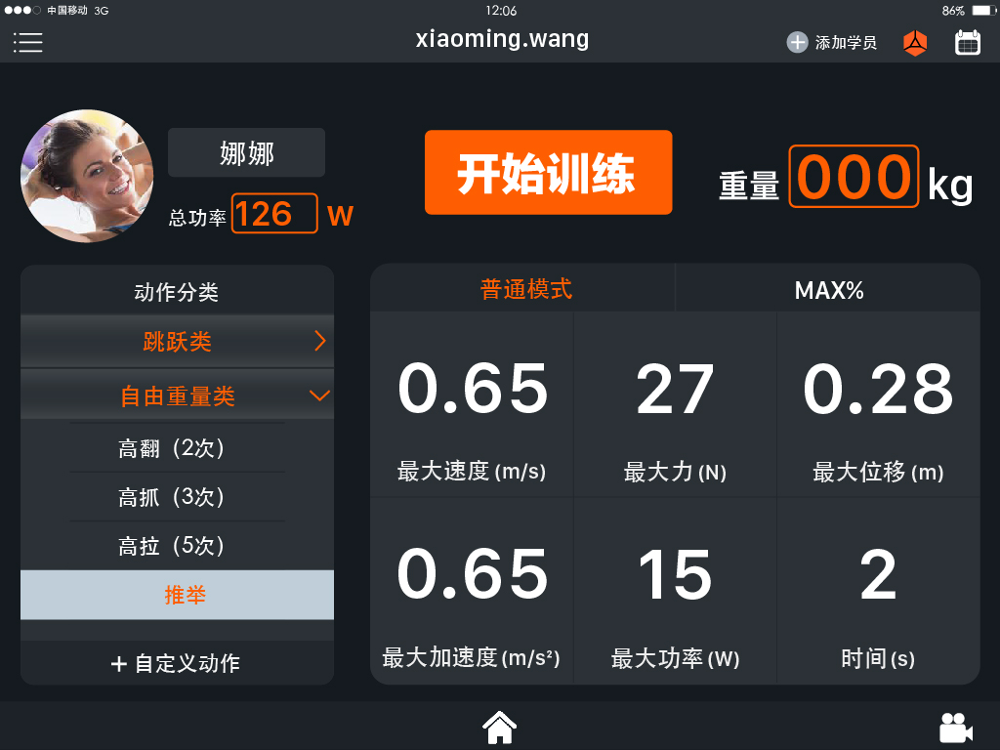 中国移动 3G
12:06
86%
xiaoming.wang
添加学员
娜娜
总功率 126 W
开始训练
重量 000 kg
动作分类
跳跃类
自由重量类
高翻（2次）
高抓（3次）
高拉（5次）
推举
+ 自定义动作
普通模式
MAX%
0.65
最大速度(m/s)
27
最大力(N)
0.28
最大位移(m)
0.65
最大加速度(m/s²)
15
最大功率(W)
2
时间(s)